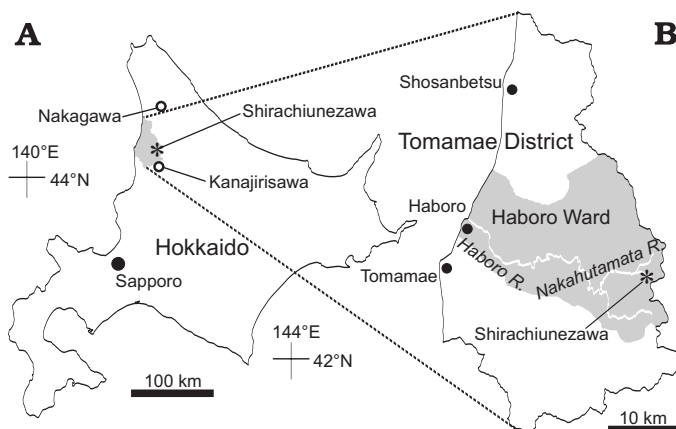 A
B
Nakagawa
Shirachiunezawa
140°E
44°N
Kanajirisawa
Hokkaido
Sapporo
144°E
42°N
100 km
Shosanbetsu
Tomamae District
Haboro
Haboro Ward
Haboro R.
Nakahutamata R.
Tomamae
Shirachiunezawa
10 km